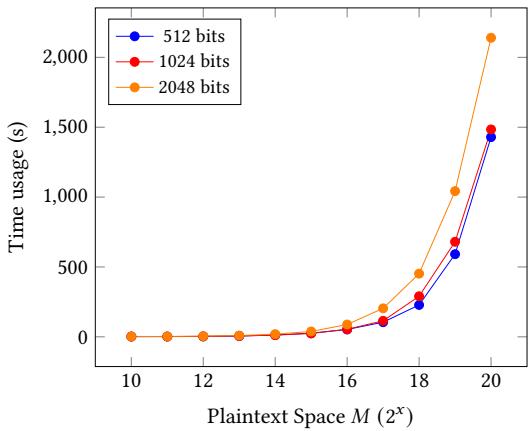 512 bits
1024 bits
2048 bits
Time usage (s)
2,000
1,500
1,000
500
0
10 12 14 16 18 20
Plaintext Space M (2^x)